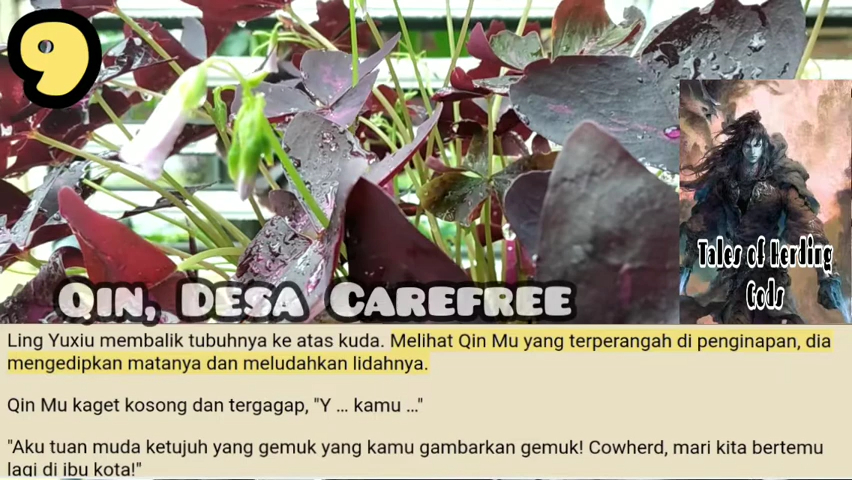 9
Tales of Herding
Gods
QIN, DESA CAREFREE
Ling Yuxiu membalik tubuhnya ke atas kuda. Melihat Qin Mu yang terperangah di penginapan, dia
mengedipkan matanya dan meludahkan lidahnya.
Qin Mu kaget kosong dan tergagap, "Y ... kamu ..."
"Aku tuan muda ketujuh yang gemuk yang kamu gambarkan gemuk! Cowherd, mari kita bertemu
lagi di ibu kota!"